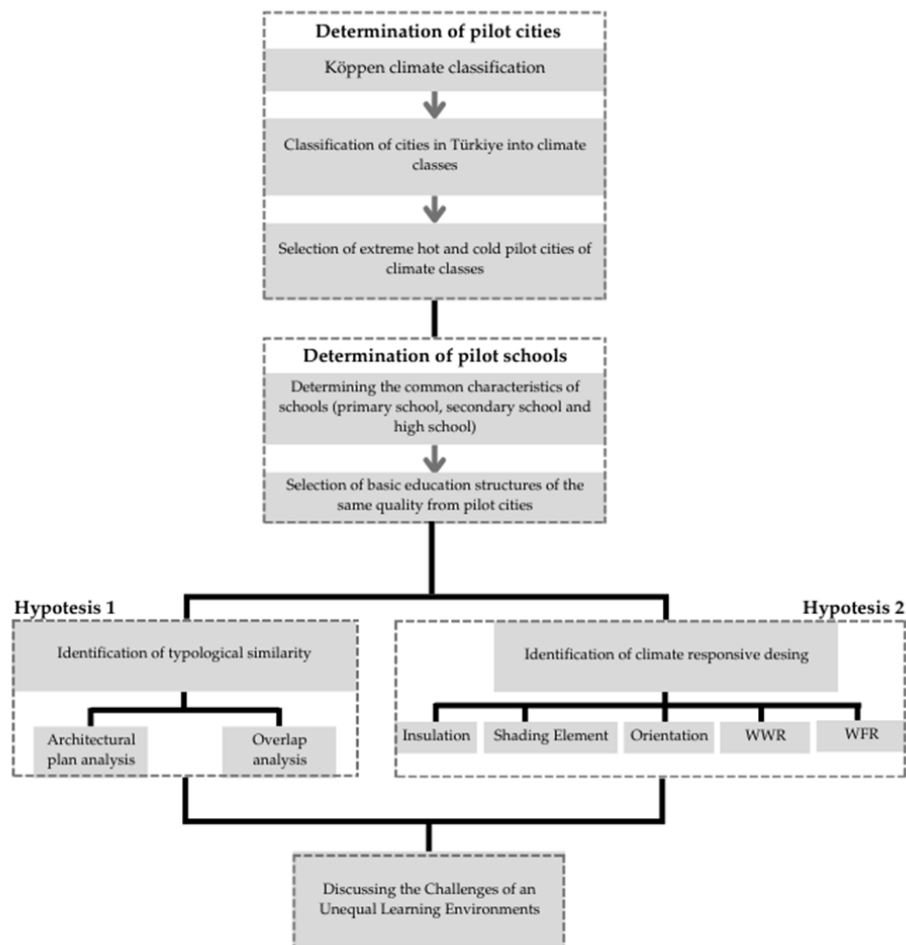 Determination of pilot cities
Köppen climate classification
Classification of cities in Türkiye into climate
classes
Selection of extreme hot and cold pilot cities of
climate classes
Determination of pilot schools
Determining the common characteristics of
schools (primary school, secondary school and
high school)
Selection of basic education structures of the
same quality from pilot cities
Hypotesis 1
Identification of typological similarity
Architectural
plan analysis
Overlap
analysis
Hypotesis 2
Identification of climate responsive desing
Insulation
Shading Element
Orientation
WWR
WFR
Discussing the Challenges of an
Unequal Learning Environments